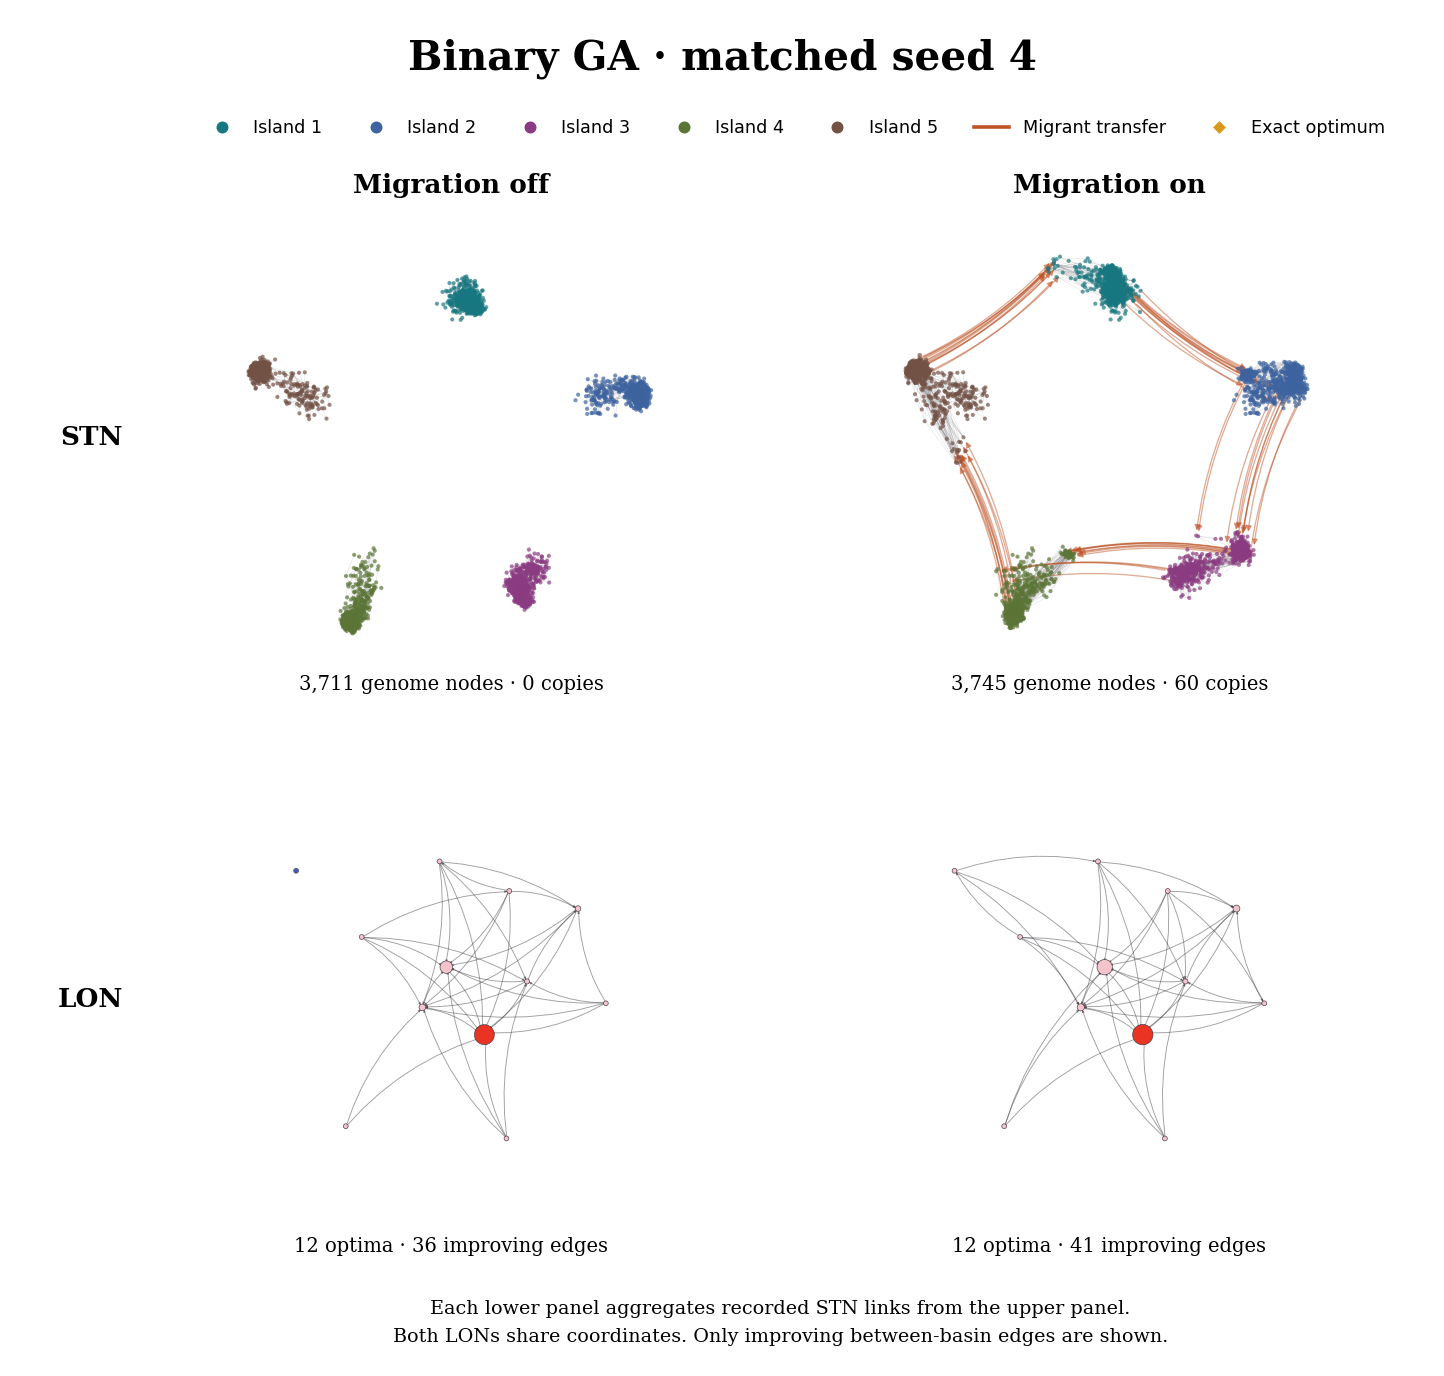 Binary GA · matched seed 4
Island 1
Island 2
Island 3
Island 4
Island 5
Migrant transfer
Exact optimum
Migration off
Migration on
STN
3,711 genome nodes · 0 copies
3,745 genome nodes · 60 copies
LON
12 optima · 36 improving edges
12 optima · 41 improving edges
Each lower panel aggregates recorded STN links from the upper panel.
Both LONs share coordinates. Only improving between-basin edges are shown.